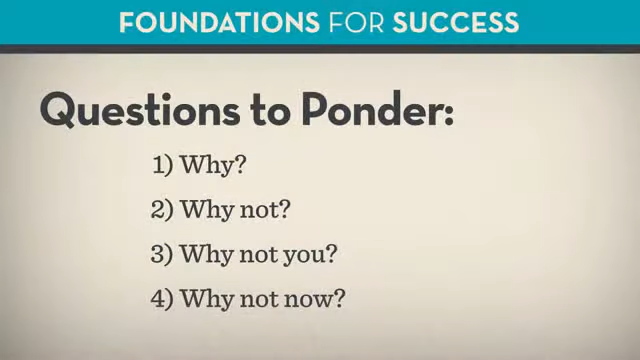 FOUNDATIONS FOR SUCCESS
Questions to Ponder:
1) Why?
2) Why not?
3) Why not you?
4) Why not now?